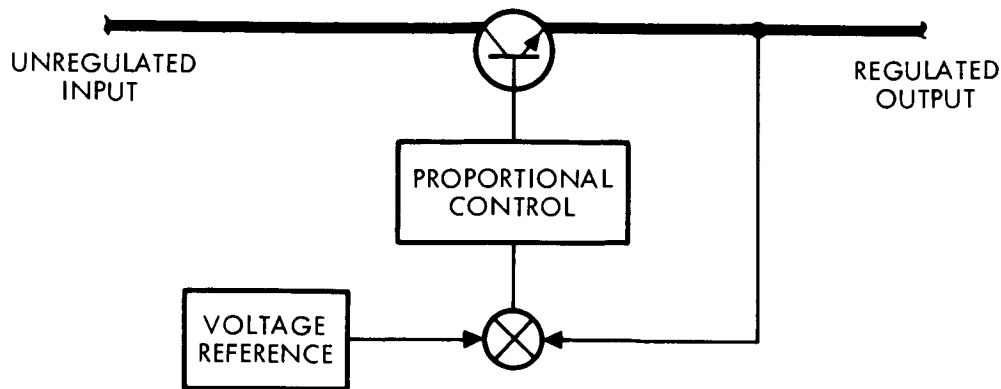 UNREGULATED
INPUT
REGULATED
OUTPUT
PROPORTIONAL
CONTROL
VOLTAGE
REFERENCE